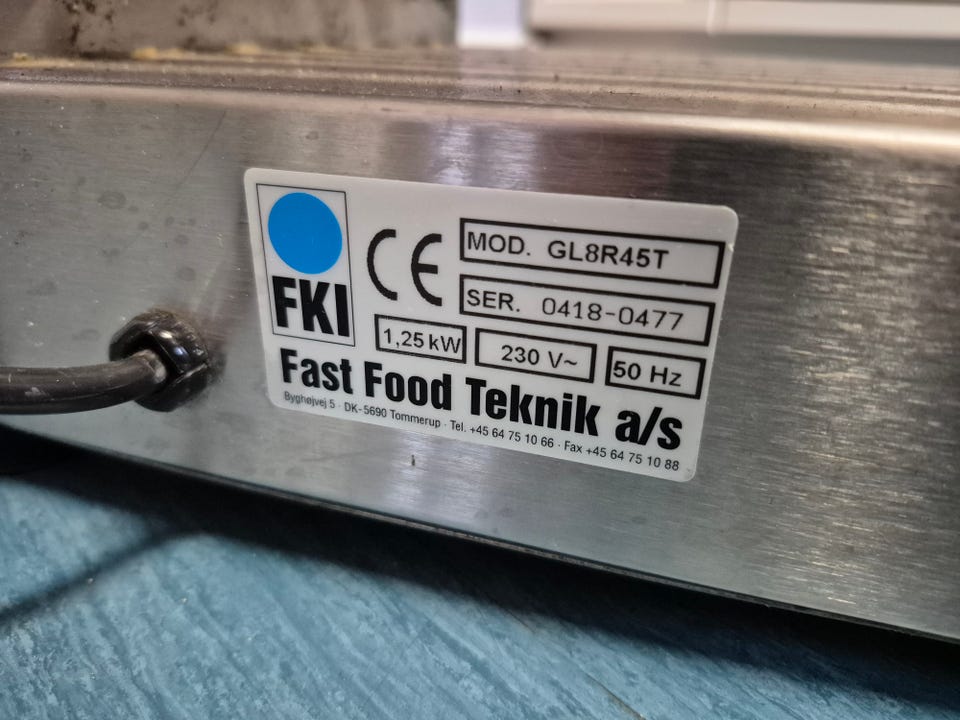 FKI
CE
MOD. GL8R45T
SER. 0418-0477
1,25 kW
230 V~
50 Hz
Fast Food Teknik a/s
Byghøjvej 5 · DK-5690 Tommerup · Tel. +45 64 75 10 66 · Fax +45 64 75 10 88